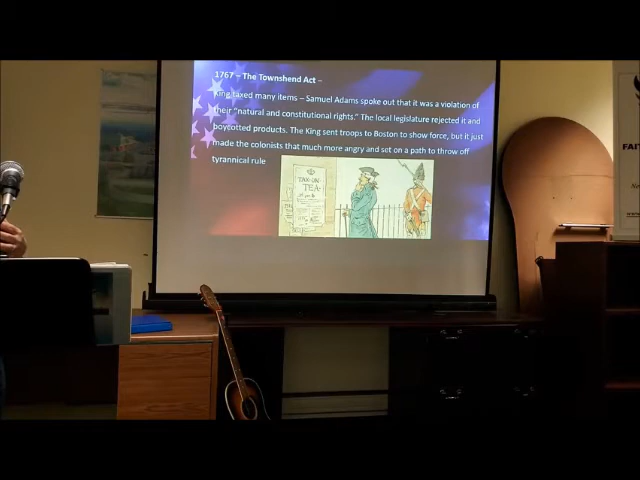 1767 – The Townshend Act –
King taxed many items – Samuel Adams spoke out that it was a violation of
their "natural and constitutional rights." The local legislature rejected it and
boycotted products. The King sent troops to Boston to show force, but it just
made the colonists that much more angry and set on a path to throw off
tyrannical rule
TAX ON
TEA
FAIT